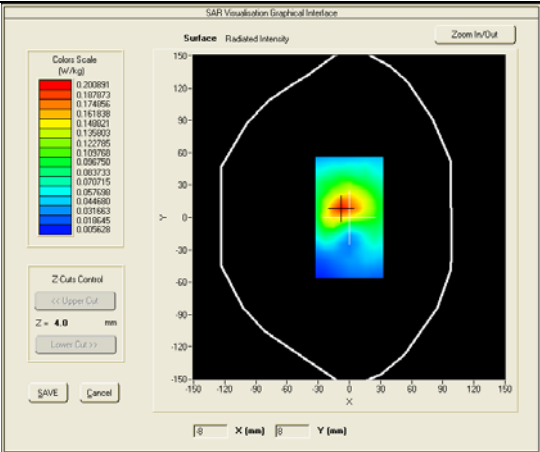 SAR Visualisation Graphical Interface
Surface Radiated Intensity
Zoom In/Out
Colors Scale
(W/kg)
0.200891
0.187873
0.174856
0.161838
0.148821
0.135803
0.122785
0.109768
0.096750
0.083733
0.070715
0.057698
0.044680
0.031663
0.018645
0.005628
Z-Cuts Control
<< Upper Cut
Z = 4.0 mm
Lower Cut >>
SAVE Cancel
150
120
90
60
30
0
-30
-60
-90
-120
-150
Y
-150 -120 -90 -60 -30 0 30 60 90 120 150
X
-8 X (mm) 8 Y (mm)